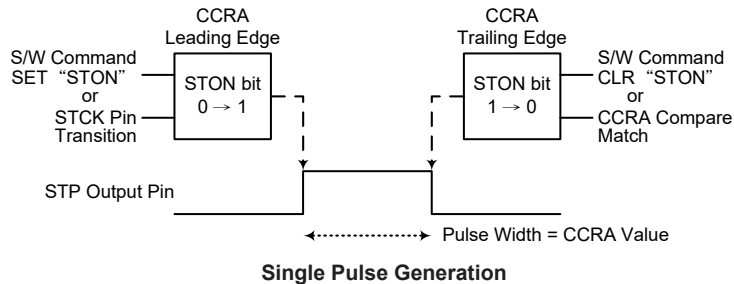 CCRA
Leading Edge
CCRA
Trailing Edge
S/W Command
SET “STON”
or
STCK Pin
Transition
STON bit
0 → 1
STON bit
1 → 0
S/W Command
CLR “STON”
or
CCRA Compare
Match
STP Output Pin
Pulse Width = CCRA Value
Single Pulse Generation